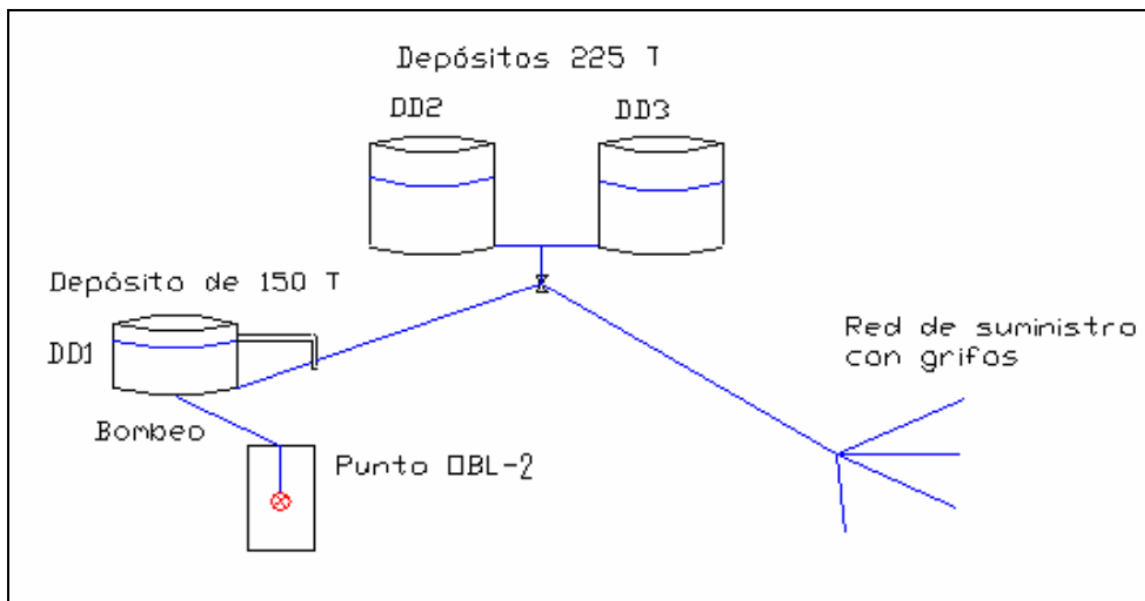 Depósitos 225 T
DD2
DD3
Depósito de 150 T
DD1
Bombeo
Punto OBL-2
Red de suministro
con grifos